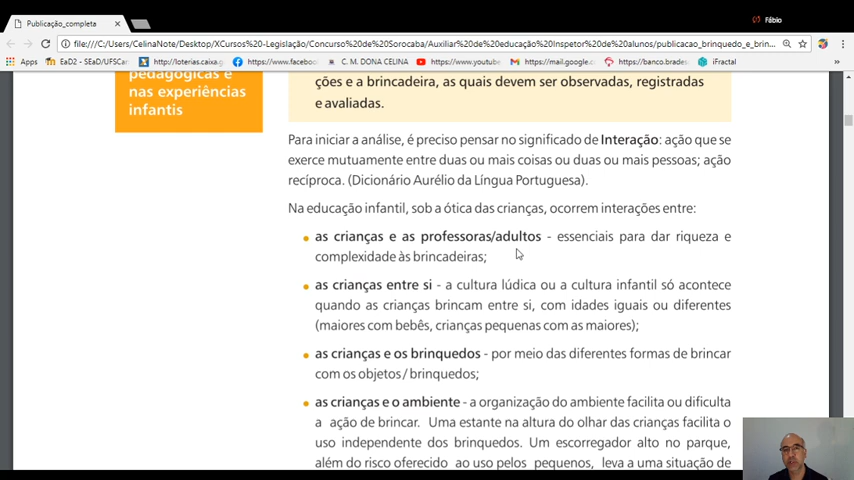 Publicação_completa
Fábio
file:///C:/Users/CelinaNote/Desktop/XCursos%20-Legislação/Concurso%20de%20Sorocaba/Auxiliar%20de%20educação%20Inspetor%20de%20alunos/publicacao_brinquedo_e_brin...
Apps
EaD2 - SEaD/UFSCar
http://loterias.caixa.g
https://www.facebo
C. M. DONA CELINA
https://www.youtube
https://mail.google.c
https://banco.brades
iFractal
pedagógicas e
nas experiências
infantis
ções e a brincadeira, as quais devem ser observadas, registradas
e avaliadas.
Para iniciar a análise, é preciso pensar no significado de Interação: ação que se
exerce mutuamente entre duas ou mais coisas ou duas ou mais pessoas; ação
recíproca. (Dicionário Aurélio da Língua Portuguesa).
Na educação infantil, sob a ótica das crianças, ocorrem interações entre:
• as crianças e as professoras/adultos - essenciais para dar riqueza e
complexidade às brincadeiras;
• as crianças entre si - a cultura lúdica ou a cultura infantil só acontece
quando as crianças brincam entre si, com idades iguais ou diferentes
(maiores com bebês, crianças pequenas com as maiores);
• as crianças e os brinquedos - por meio das diferentes formas de brincar
com os objetos/brinquedos;
• as crianças e o ambiente - a organização do ambiente facilita ou dificulta
a ação de brincar. Uma estante na altura do olhar das crianças facilita o
uso independente dos brinquedos. Um escorregador alto no parque,
além do risco oferecido ao uso pelos pequenos, leva a uma situação de